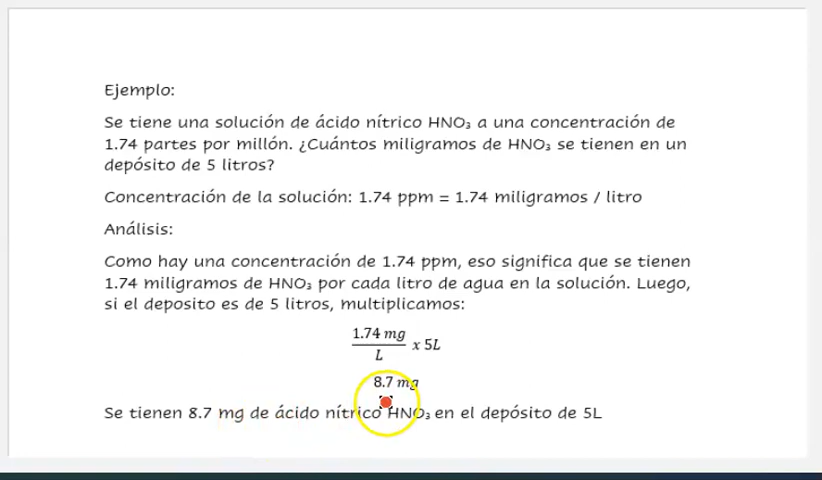 Ejemplo:
Se tiene una solución de ácido nítrico HNO₃ a una concentración de
1.74 partes por millón. ¿Cuántos miligramos de HNO₃ se tienen en un
depósito de 5 litros?
Concentración de la solución: 1.74 ppm = 1.74 miligramos / litro
Análisis:
Como hay una concentración de 1.74 ppm, eso significa que se tienen
1.74 miligramos de HNO₃ por cada litro de agua en la solución. Luego,
si el deposito es de 5 litros, multiplicamos:
1.74 mg
x 5L
L
8.7 mg
Se tienen 8.7 mg de ácido nítrico HNO₃ en el depósito de 5L